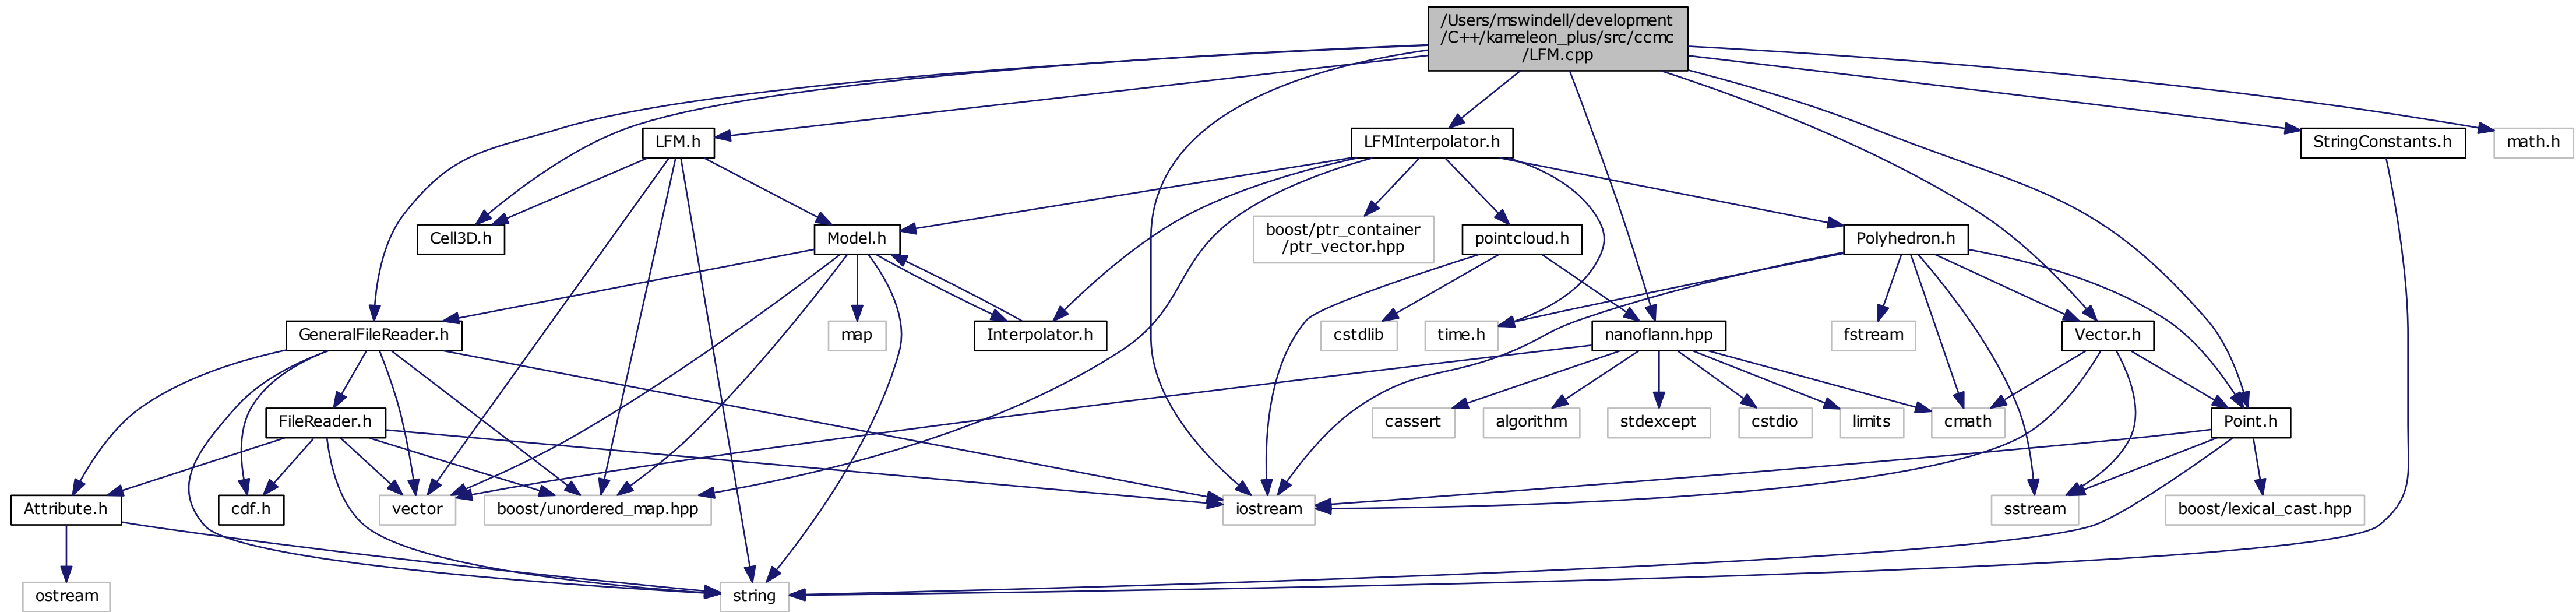 /Users/mswindell/development
/C++/kameleon_plus/src/ccmc
/LFM.cpp
LFM.h
LFMInterpolator.h
StringConstants.h
math.h
Cell3D.h
Model.h
boost/ptr_container
/ptr_vector.hpp
pointcloud.h
Polyhedron.h
GeneralFileReader.h
map
Interpolator.h
cstdlib
time.h
nanoflann.hpp
fstream
Vector.h
FileReader.h
cassert
algorithm
stdexcept
cstdio
limits
cmath
Point.h
Attribute.h
cdf.h
vector
boost/unordered_map.hpp
iostream
sstream
boost/lexical_cast.hpp
ostream
string